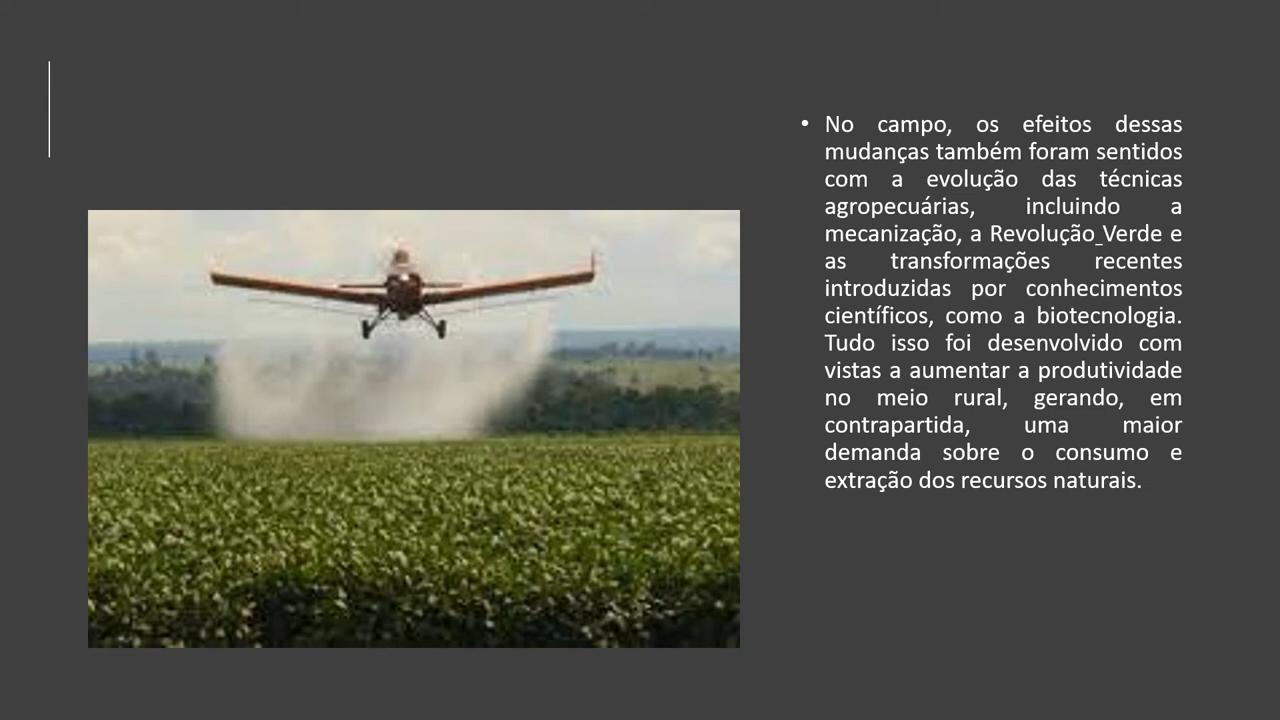 • No campo, os efeitos dessas
mudanças também foram sentidos
com a evolução das técnicas
agropecuárias, incluindo a
mecanização, a Revolução_Verde e
as transformações recentes
introduzidas por conhecimentos
científicos, como a biotecnologia.
Tudo isso foi desenvolvido com
vistas a aumentar a produtividade
no meio rural, gerando, em
contrapartida, uma maior
demanda sobre o consumo e
extração dos recursos naturais.